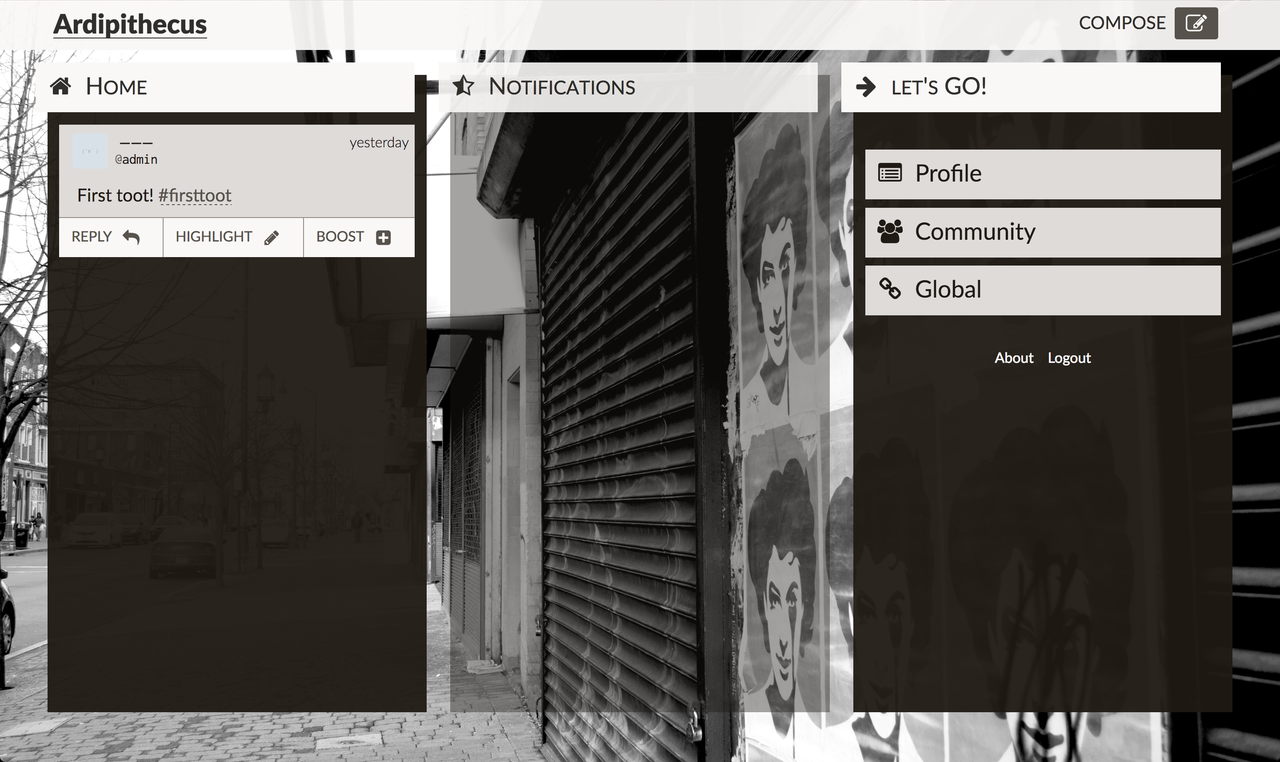 Ardipithecus
COMPOSE
HOME
NOTIFICATIONS
LET'S GO!
———
yesterday
@admin
First toot! #firsttoot
REPLY HIGHLIGHT BOOST
Profile
Community
Global
About Logout